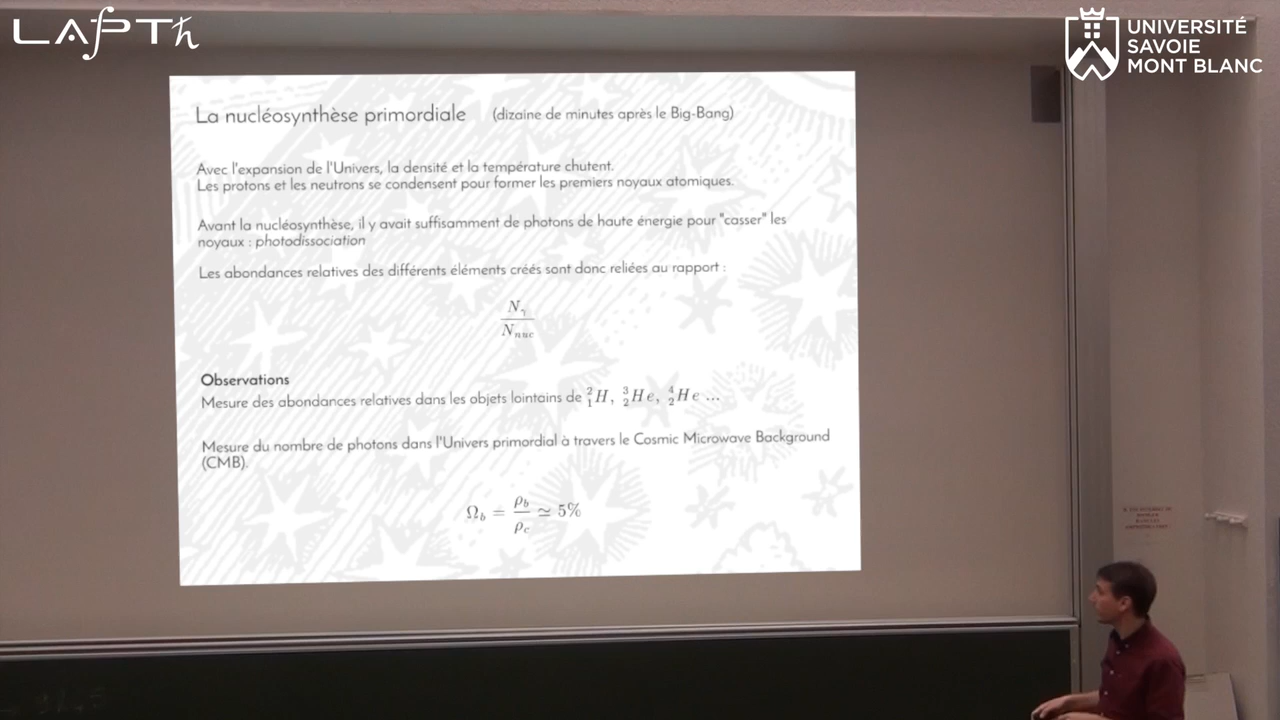 LAPTh
UNIVERSITÉ
SAVOIE
MONT BLANC
La nucléosynthèse primordiale (dizaine de minutes après le Big-Bang)
Avec l'expansion de l'Univers, la densité et la température chutent.
Les protons et les neutrons se condensent pour former les premiers noyaux atomiques.
Avant la nucléosynthèse, il y avait suffisamment de photons de haute énergie pour "casser" les
noyaux : photodissociation
Les abondances relatives des différents éléments créés sont donc reliées au rapport :
N_γ / N_nuc
Observations
Mesure des abondances relatives dans les objets lointains de ²₁H, ³₂He, ⁴₂He ...
Mesure du nombre de photons dans l'Univers primordial à travers le Cosmic Microwave Background
(CMB).
Ω_b = ρ_b / ρ_c ≃ 5%